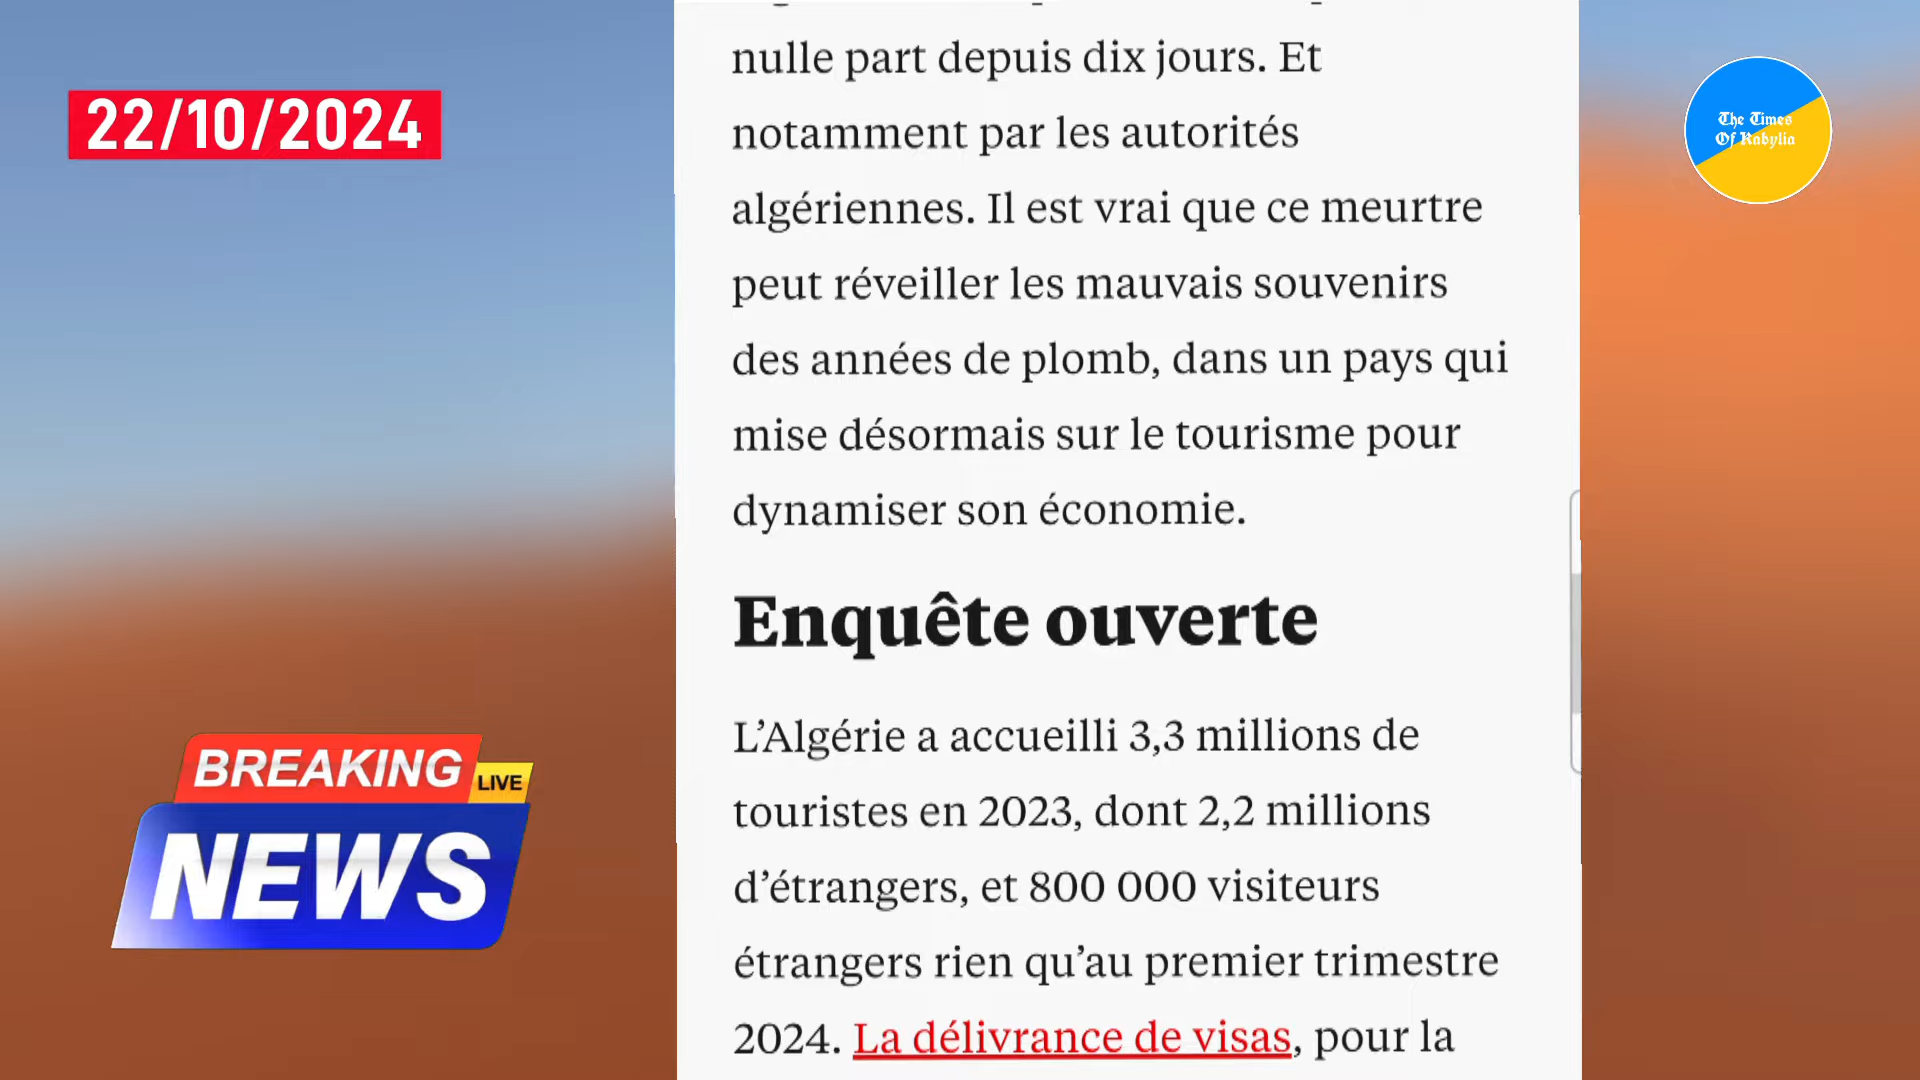 22/10/2024
The Times
Of Kabylia
nulle part depuis dix jours. Et
notamment par les autorités
algériennes. Il est vrai que ce meurtre
peut réveiller les mauvais souvenirs
des années de plomb, dans un pays qui
mise désormais sur le tourisme pour
dynamiser son économie.
Enquête ouverte
L’Algérie a accueilli 3,3 millions de
touristes en 2023, dont 2,2 millions
d’étrangers, et 800 000 visiteurs
étrangers rien qu’au premier trimestre
2024. La délivrance de visas, pour la
BREAKING
LIVE
NEWS